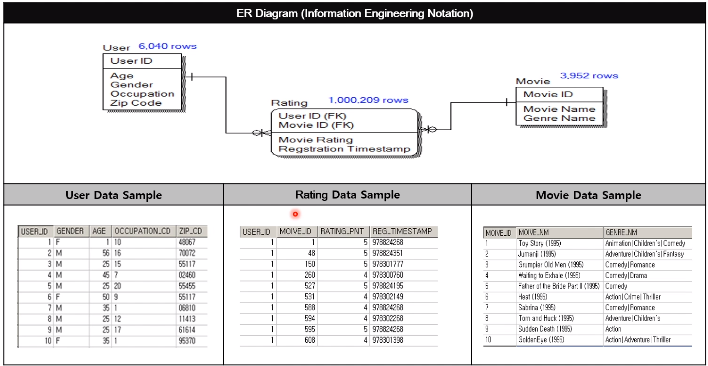 ER Diagram (Information Engineering Notation)
User 6,040 rows
User ID
Age
Gender
Occupation
Zip Code
Rating 1,000,209 rows
User ID (FK)
Movie ID (FK)
Movie Rating
Regstration Timestamp
Movie 3,952 rows
Movie ID
Movie Name
Genre Name
User Data Sample
Rating Data Sample
Movie Data Sample
USER_ID GENDER AGE OCCUPATION_CD ZIP_CD
1 F 1 10 48067
2 M 56 16 70072
3 M 25 15 55117
4 M 45 7 02460
5 M 25 20 55455
6 F 50 9 55117
7 M 35 1 06810
8 M 25 12 11413
9 M 25 17 61614
10 F 35 1 95370
USER_ID MOIVE_ID RATING_PNT REG_TIMESTAMP
1 1 5 978824268
1 48 5 978824351
1 150 5 978301777
1 260 4 978300760
1 527 5 978824195
1 531 4 978302149
1 588 4 978824268
1 594 4 978302268
1 595 5 978824268
1 608 4 978301398
MOIVE_ID MOIVE_NM GENRE_NM
1 Toy Story (1995) Animation|Children's|Comedy
2 Jumanji (1995) Adventure|Children's|Fantasy
3 Grumpier Old Men (1995) Comedy|Romance
4 Waiting to Exhale (1995) Comedy|Drama
5 Father of the Bride Part II (1995) Comedy
6 Heat (1995) Action|Crime|Thriller
7 Sabrina (1995) Comedy|Romance
8 Tom and Huck (1995) Adventure|Children's
9 Sudden Death (1995) Action
10 GoldenEye (1995) Action|Adventure|Thriller